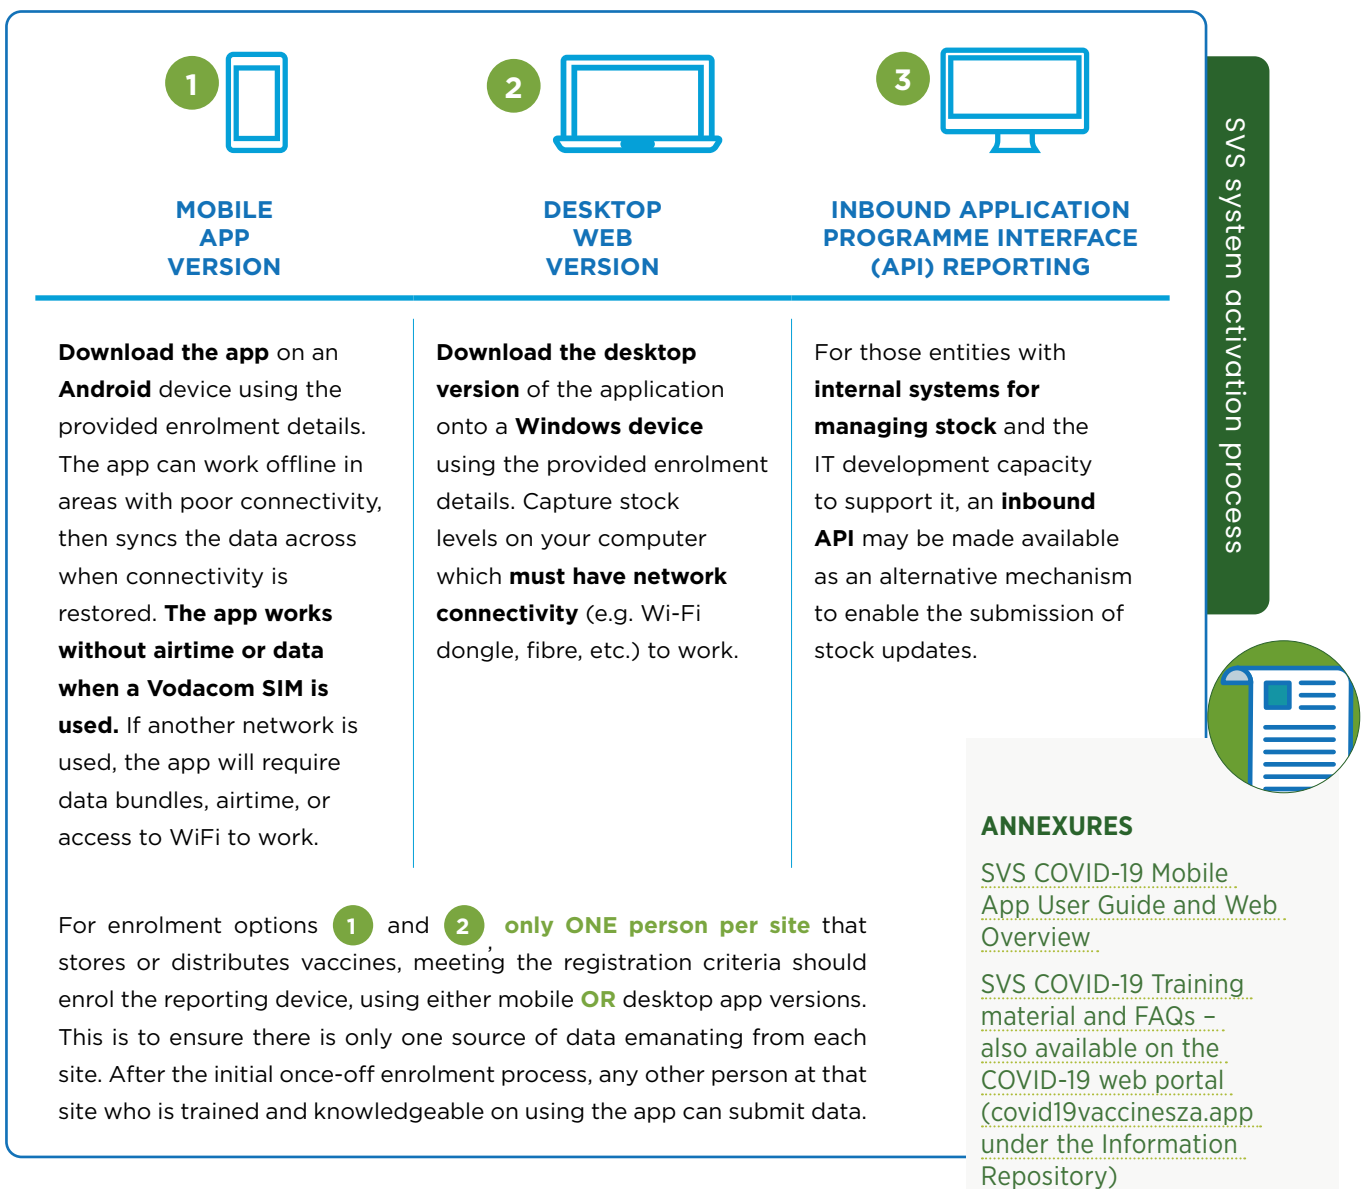 1
MOBILE
APP
VERSION
2
DESKTOP
WEB
VERSION
3
INBOUND APPLICATION
PROGRAMME INTERFACE
(API) REPORTING
Download the app on an
Android device using the
provided enrolment details.
The app can work offline in
areas with poor connectivity,
then syncs the data across
when connectivity is
restored. The app works
without airtime or data
when a Vodacom SIM is
used. If another network is
used, the app will require
data bundles, airtime, or
access to WiFi to work.
Download the desktop
version of the application
onto a Windows device
using the provided enrolment
details. Capture stock
levels on your computer
which must have network
connectivity (e.g. Wi-Fi
dongle, fibre, etc.) to work.
For those entities with
internal systems for
managing stock and the
IT development capacity
to support it, an inbound
API may be made available
as an alternative mechanism
to enable the submission of
stock updates.
For enrolment options 1 and 2, only ONE person per site that
stores or distributes vaccines, meeting the registration criteria should
enrol the reporting device, using either mobile OR desktop app versions.
This is to ensure there is only one source of data emanating from each
site. After the initial once-off enrolment process, any other person at that
site who is trained and knowledgeable on using the app can submit data.
SVS system activation process
ANNEXURES
SVS COVID-19 Mobile
App User Guide and Web
Overview
SVS COVID-19 Training
material and FAQs –
also available on the
COVID-19 web portal
(covid19vaccinesza.app
under the Information
Repository)